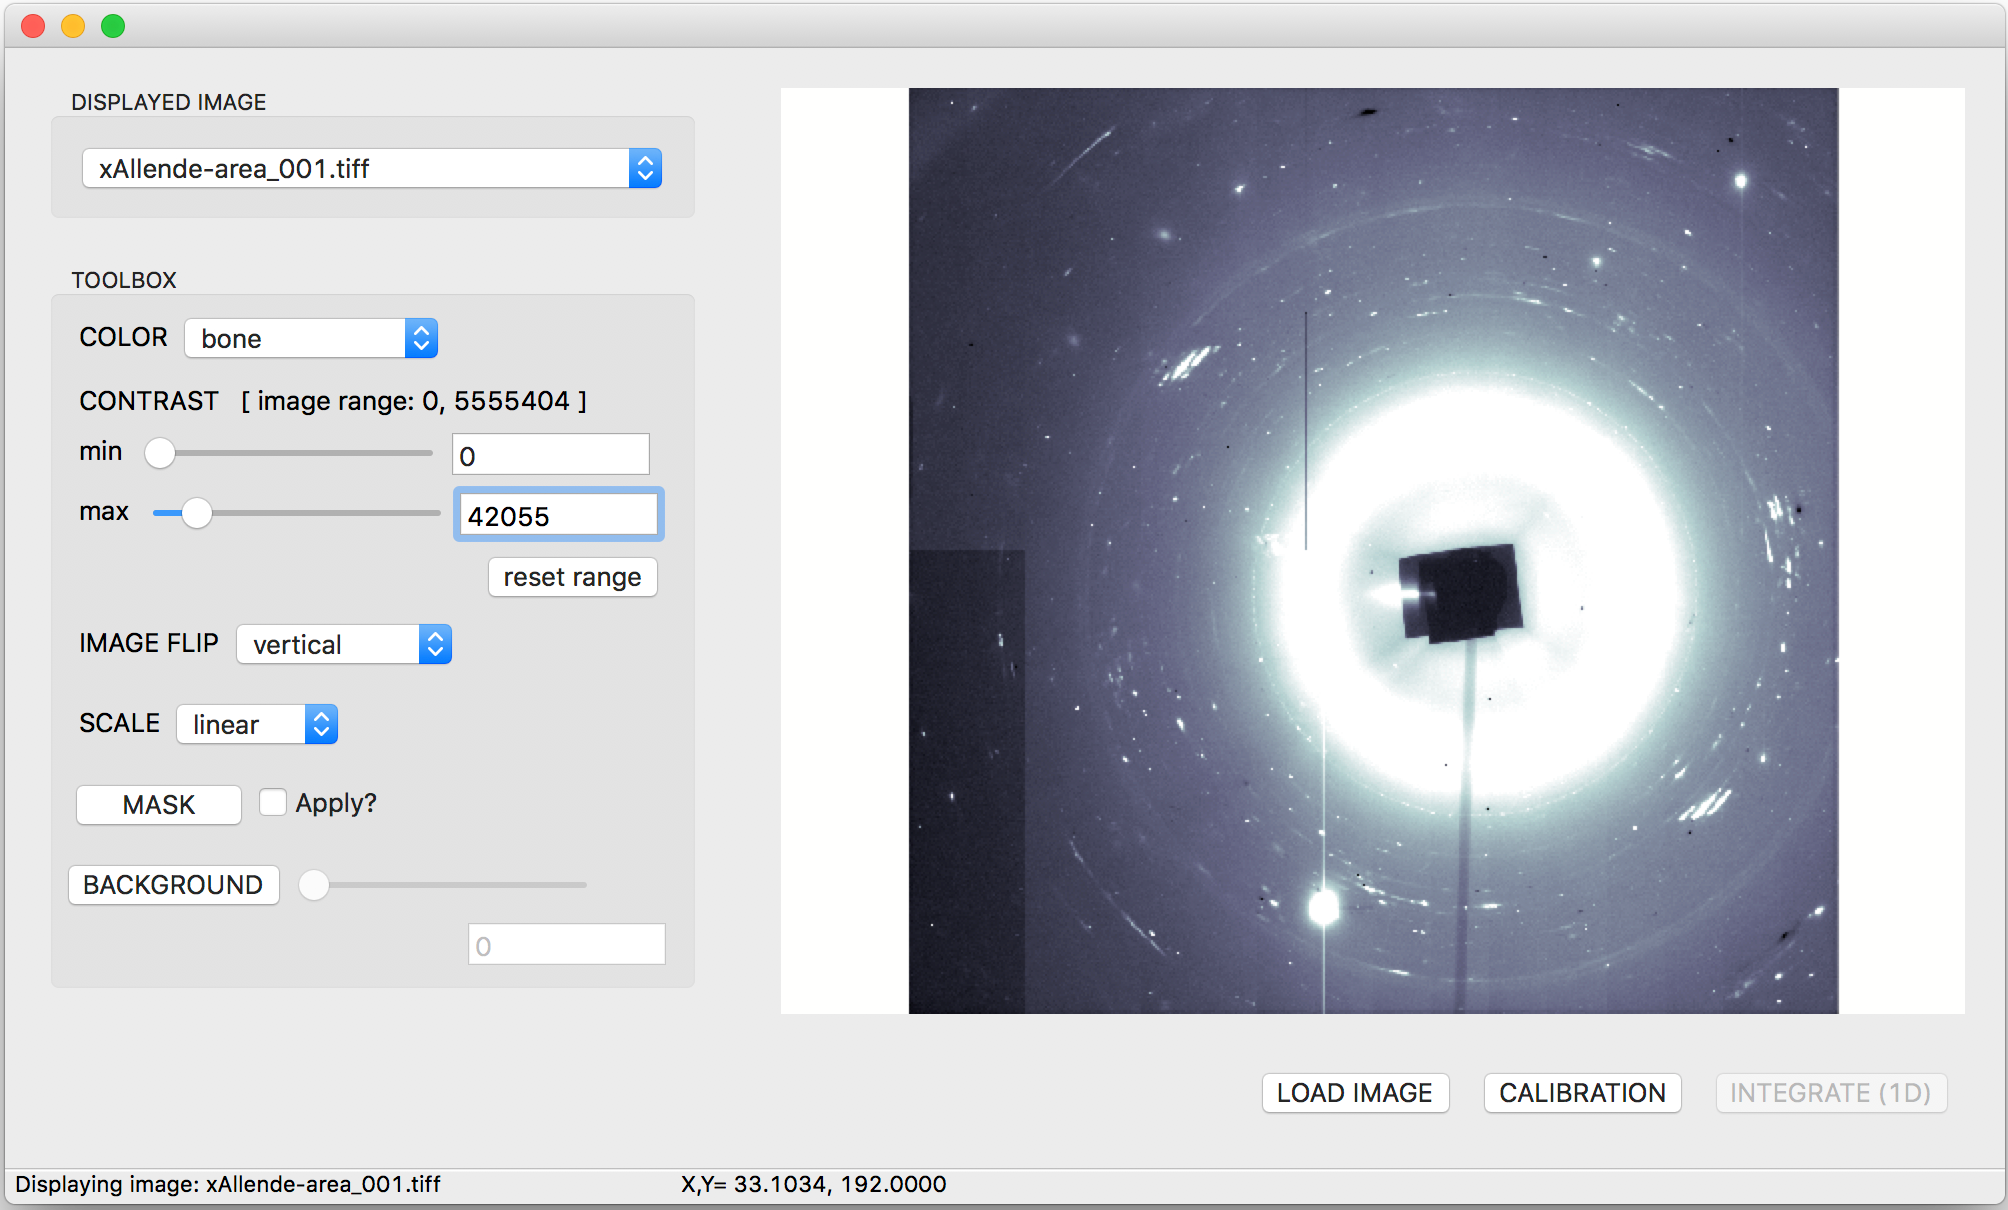 DISPLAYED IMAGE
xAllende-area_001.tiff
TOOLBOX
COLOR bone
CONTRAST [ image range: 0, 5555404 ]
min 0
max 42055
reset range
IMAGE FLIP vertical
SCALE linear
MASK Apply?
BACKGROUND
0
LOAD IMAGE CALIBRATION INTEGRATE (1D)
Displaying image: xAllende-area_001.tiff X,Y= 33.1034, 192.0000